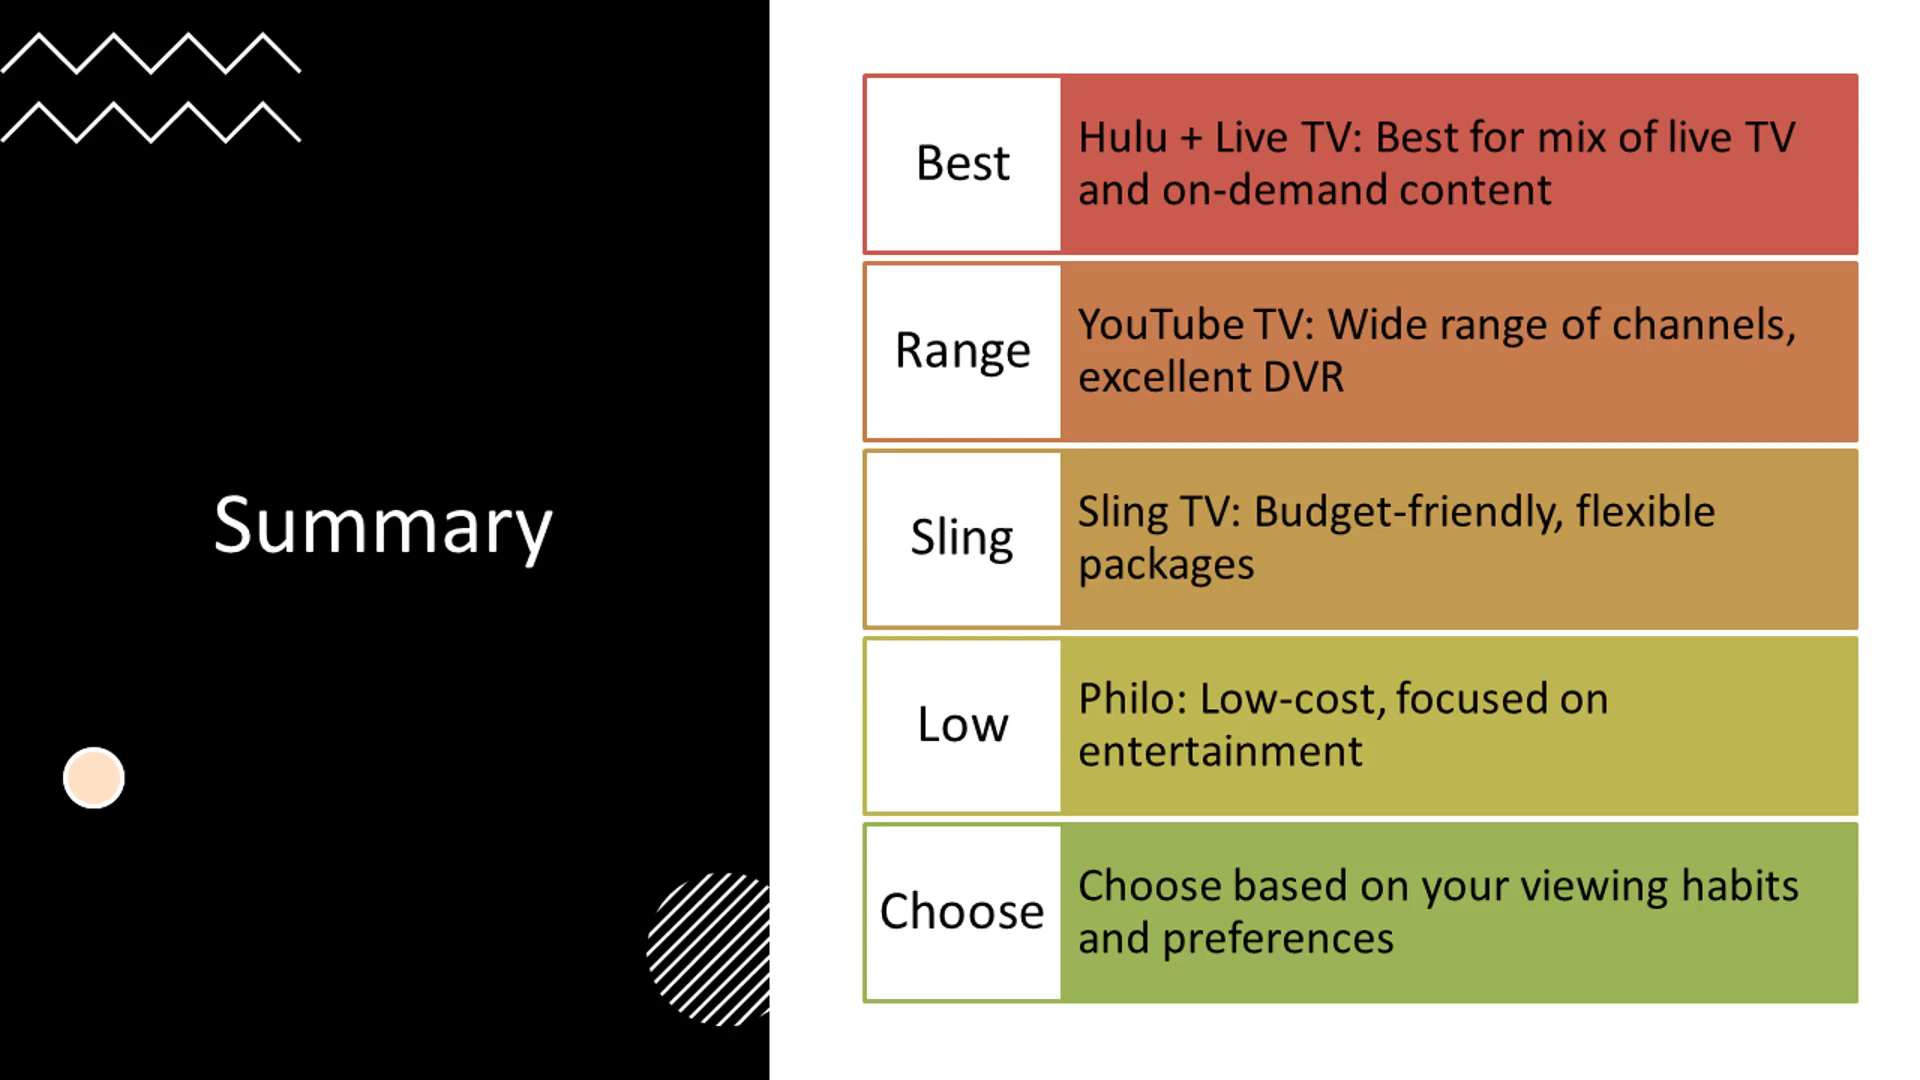 Summary
Best
Hulu + Live TV: Best for mix of live TV
and on-demand content
Range
YouTube TV: Wide range of channels,
excellent DVR
Sling
Sling TV: Budget-friendly, flexible
packages
Low
Philo: Low-cost, focused on
entertainment
Choose
Choose based on your viewing habits
and preferences